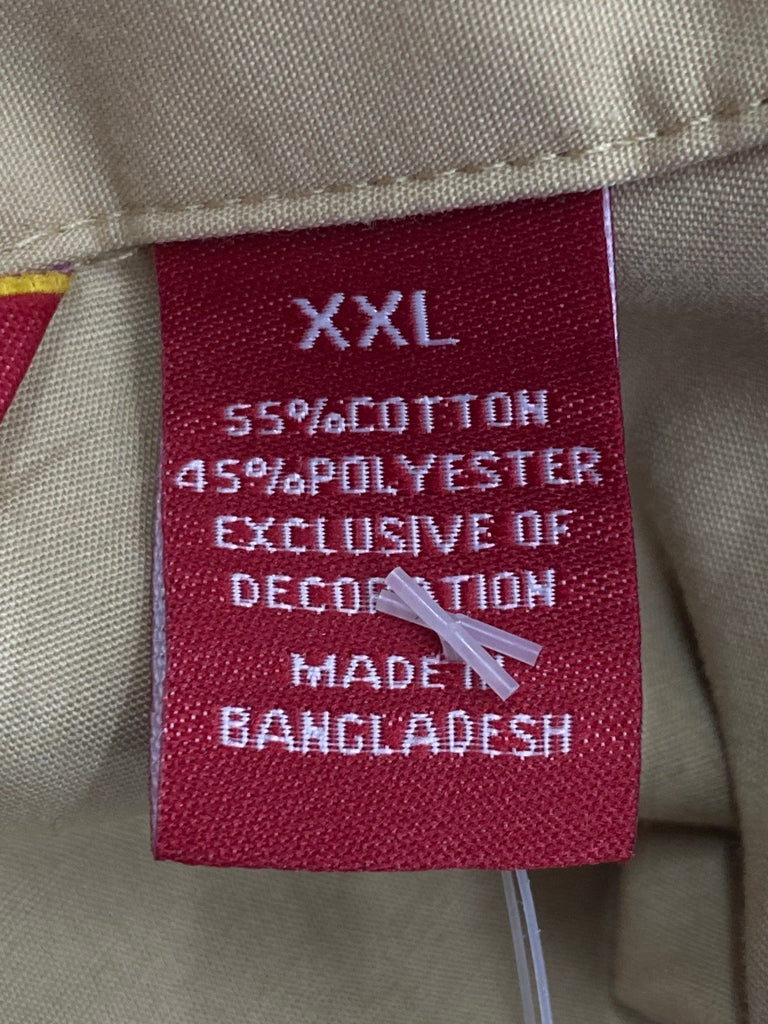 XXL
55%COTTON
45%POLYESTER
EXCLUSIVE OF
DECORATION
MADE IN
BANGLADESH